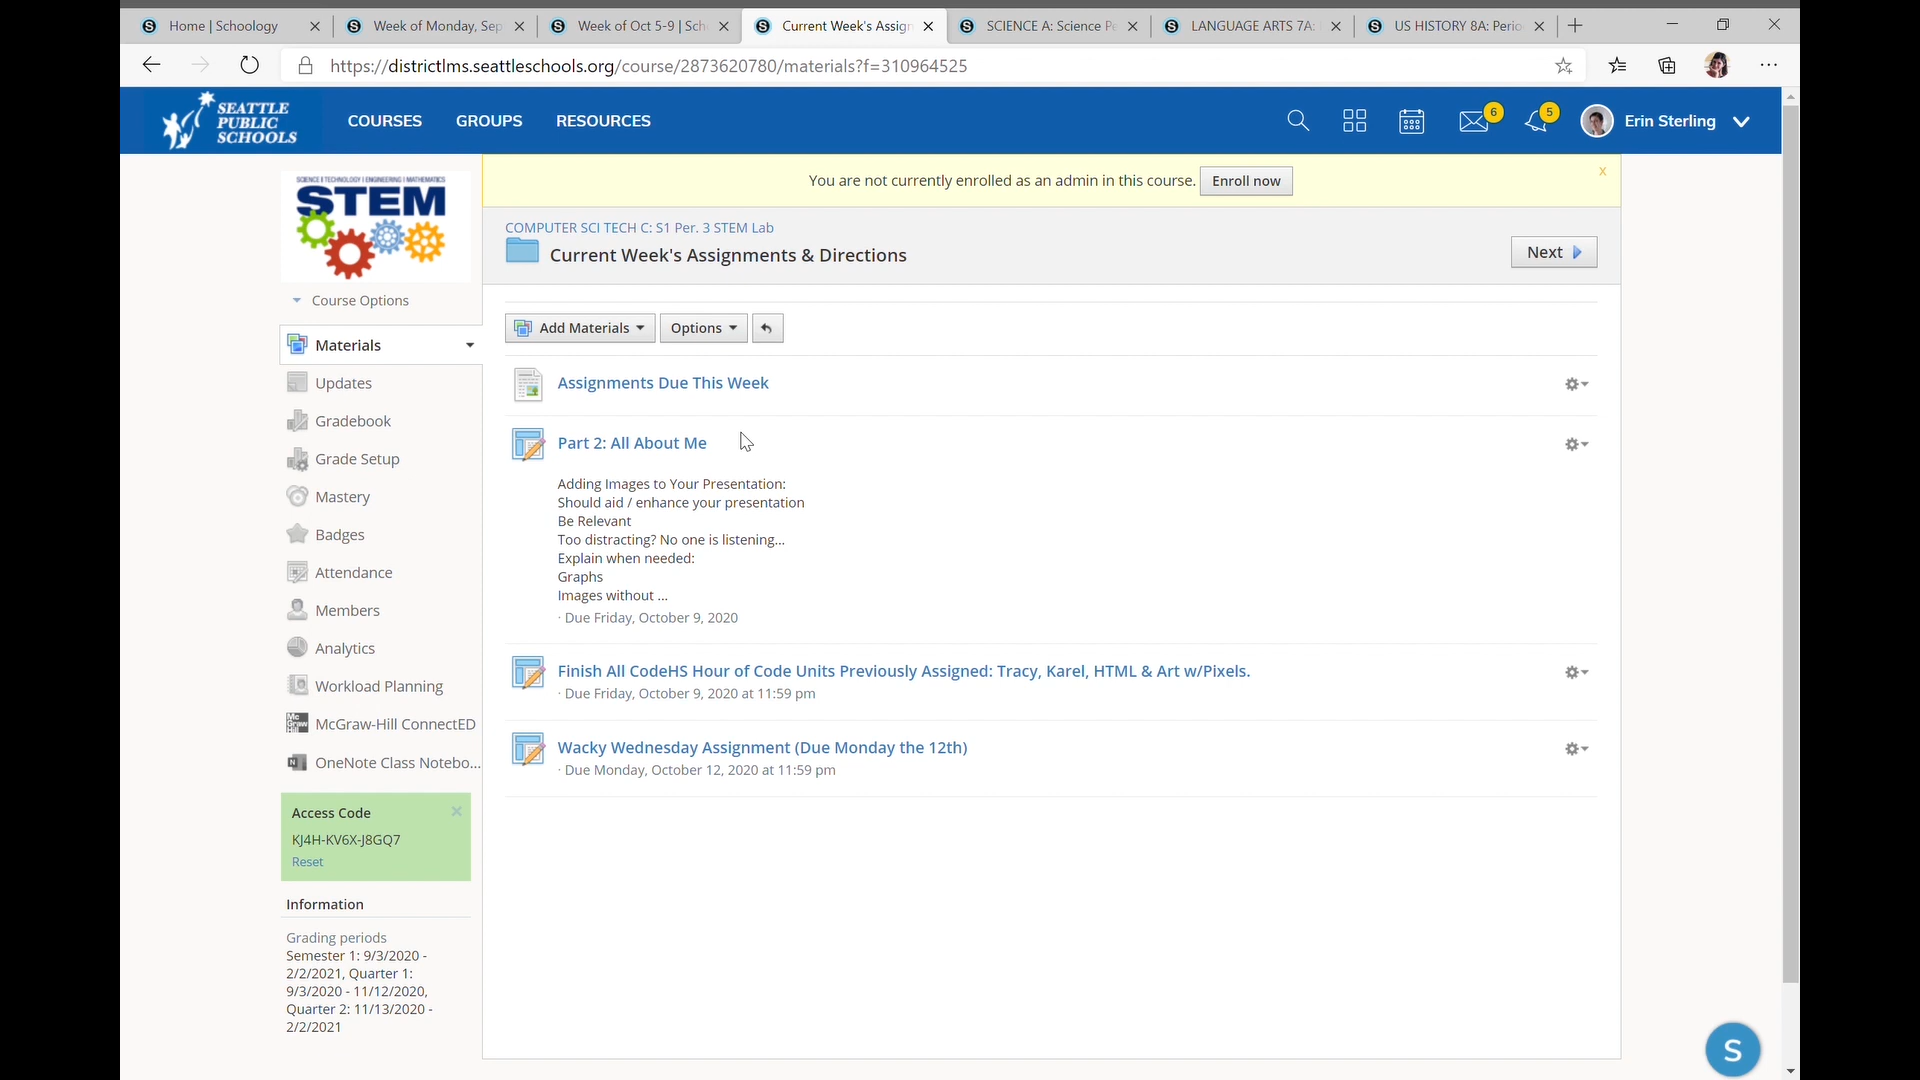 Home | Schoology
Week of Monday, Sep
Week of Oct 5-9 | Sch
Current Week's Assign
SCIENCE A: Science Pe
LANGUAGE ARTS 7A:
US HISTORY 8A: Perio
https://districtlms.seattleschools.org/course/2873620780/materials?f=310964525
SEATTLE
PUBLIC
SCHOOLS
COURSES
GROUPS
RESOURCES
6
5
Erin Sterling
SCIENCE | TECHNOLOGY | ENGINEERING | MATHEMATICS
STEM
You are not currently enrolled as an admin in this course.
Enroll now
x
COMPUTER SCI TECH C: S1 Per. 3 STEM Lab
Current Week's Assignments & Directions
Next
Course Options
Materials
Updates
Gradebook
Grade Setup
Mastery
Badges
Attendance
Members
Analytics
Workload Planning
McGraw-Hill ConnectED
OneNote Class Notebo...
Add Materials
Options
Assignments Due This Week
Part 2: All About Me
Adding Images to Your Presentation:
Should aid / enhance your presentation
Be Relevant
Too distracting? No one is listening...
Explain when needed:
Graphs
Images without ...
· Due Friday, October 9, 2020
Finish All CodeHS Hour of Code Units Previously Assigned: Tracy, Karel, HTML & Art w/Pixels.
· Due Friday, October 9, 2020 at 11:59 pm
Wacky Wednesday Assignment (Due Monday the 12th)
· Due Monday, October 12, 2020 at 11:59 pm
Access Code
KJ4H-KV6X-J8GQ7
Reset
Information
Grading periods
Semester 1: 9/3/2020 -
2/2/2021, Quarter 1:
9/3/2020 - 11/12/2020,
Quarter 2: 11/13/2020 -
2/2/2021
S